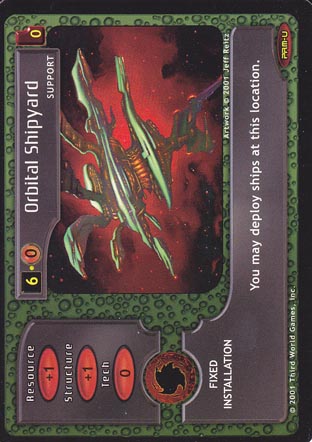 0
Orbital Shipyard
SUPPORT
6 • 0
Artwork © 2001 Jeff Reitz
PRM-U
Resource
+1
Structure
+1
Tech
0
FIXED
INSTALLATION
You may deploy ships at this location.
© 2001 Third World Games, Inc.